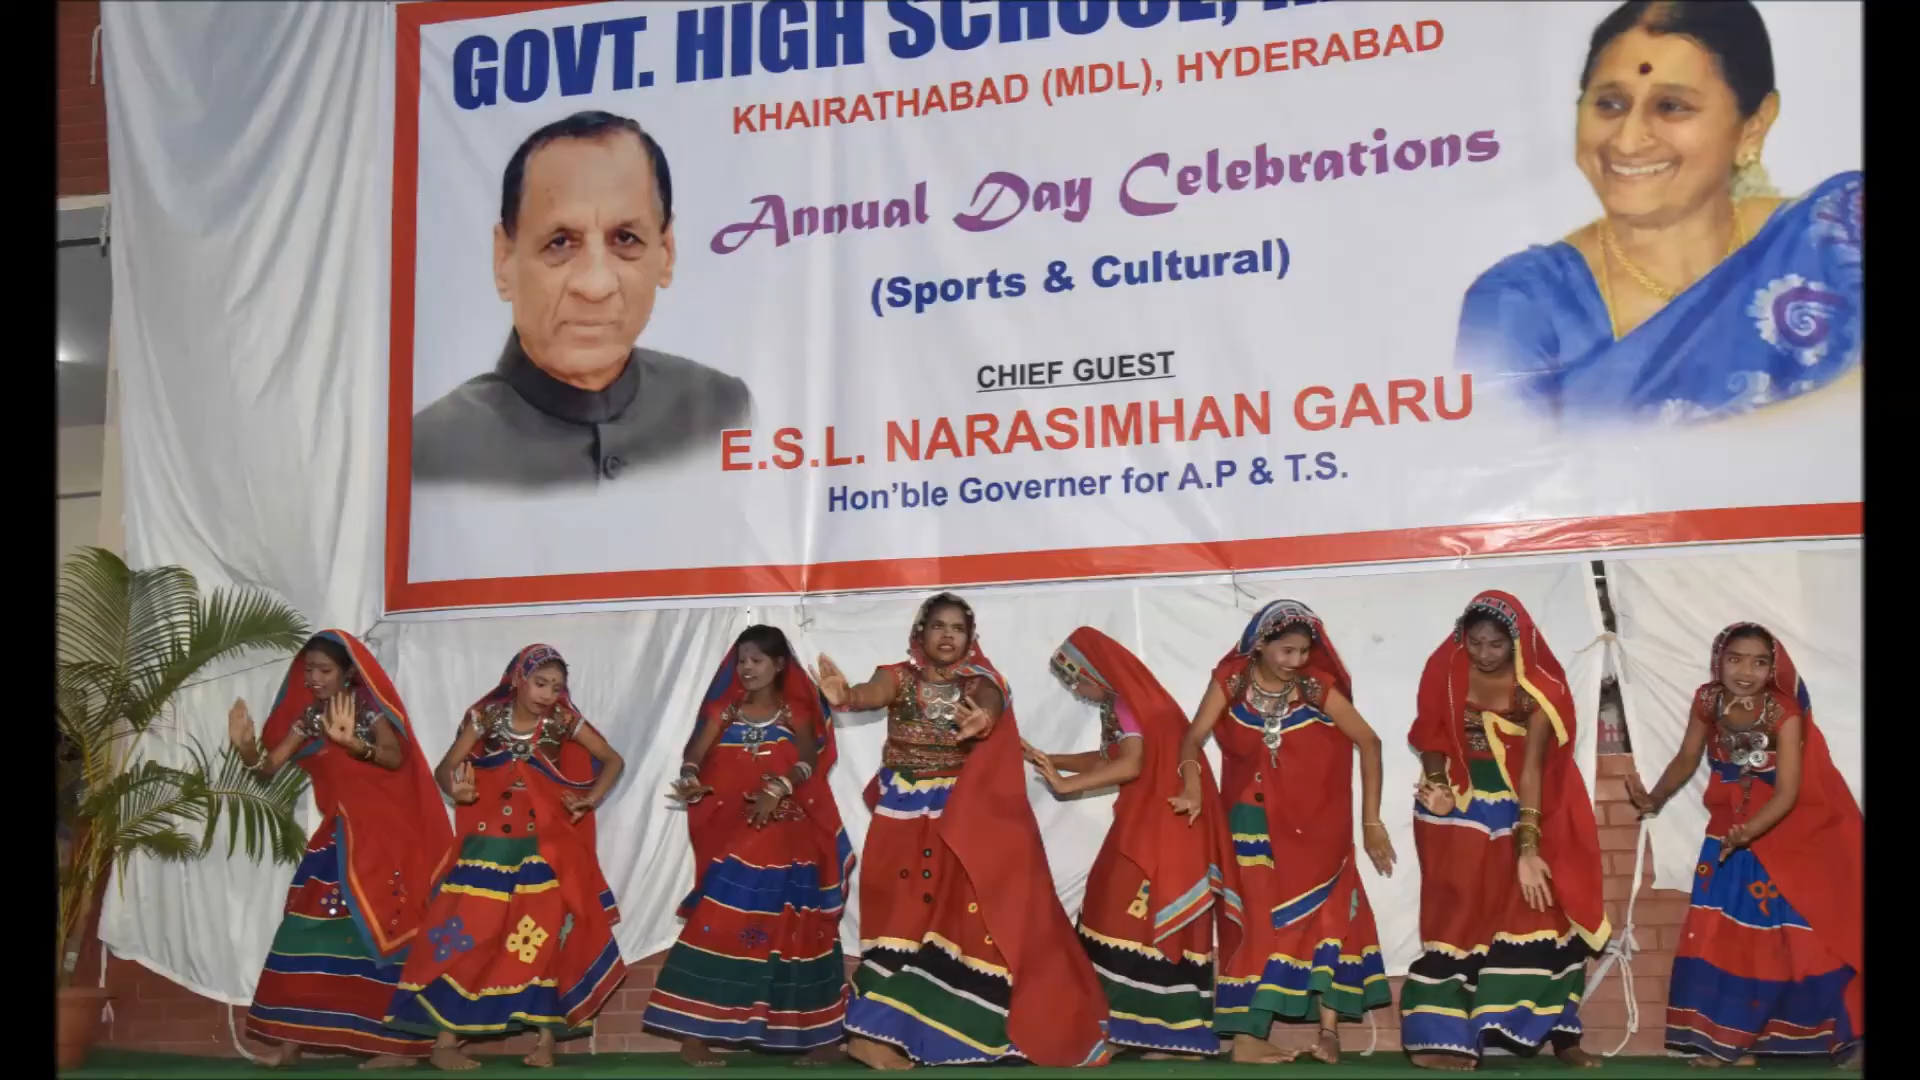 GOVT. HIGH SCHOOL,
KHAIRATHABAD (MDL), HYDERABAD
Annual Day Celebrations
(Sports & Cultural)
CHIEF GUEST
E.S.L. NARASIMHAN GARU
Hon'ble Governer for A.P & T.S.